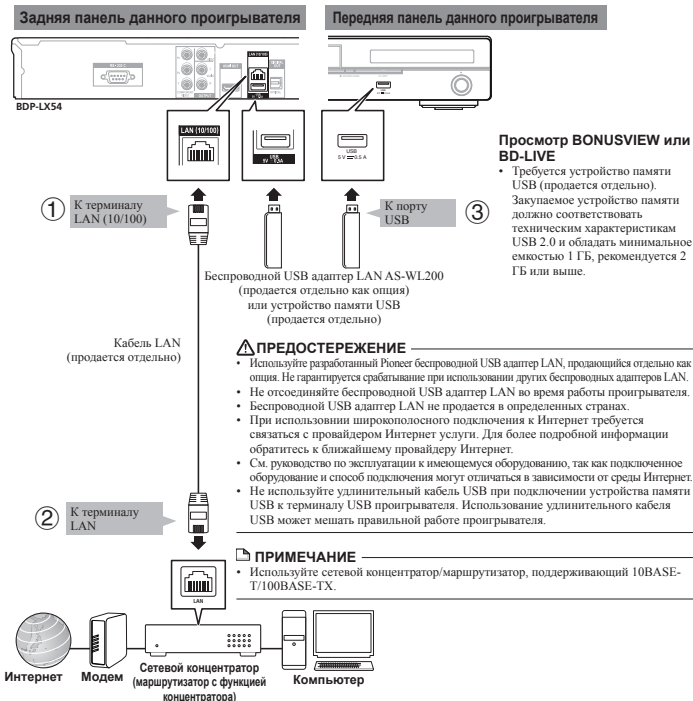 Задняя панель данного проигрывателя
Передняя панель данного проигрывателя
LAN (10/100)
BDP-LX54
LAN (10/100)
USB
USB
5 V 0.5 A
Просмотр BONUSVIEW или
BD-LIVE
• Требуется устройство памяти
USB (продается отдельно).
Закупаемое устройство памяти
должно соответствовать
техническим характеристикам
USB 2.0 и обладать минимальное
емкостью 1 ГБ, рекомендуется 2
ГБ или выше.
1
К терминалу
LAN (10/100)
К порту
USB
3
Беспроводной USB адаптер LAN AS-WL200
(продается отдельно как опция)
или устройство памяти USB
(продается отдельно)
Кабель LAN
(продается отдельно)
ПРЕДОСТЕРЕЖЕНИЕ
• Используйте разработанный Pioneer беспроводной USB адаптер LAN, продающийся отдельно как
опция. Не гарантируется срабатывание при использовании других беспроводных адаптеров LAN.
• Не отсоединяйте беспроводной USB адаптер LAN во время работы проигрывателя.
• Беспроводной USB адаптер LAN не продается в определенных странах.
• При использовнии широкополосного подключения к Интернет требуется
связаться с провайдером Интернет услуги. Для более подробной информации
обратитесь к ближайшему провайдеру Интернет.
• См. руководство по эксплуатации к имеющемуся оборудованию, так как подключенное
оборудование и способ подключения могут отличаться в зависимости от среды Интернет.
• Не используйте удлинительный кабель USB при подключении устройства памяти
USB к терминалу USB проигрывателя. Использование удлинительного кабеля
USB может мешать правильной работе проигрывателя.
2
К терминалу
LAN
ПРИМЕЧАНИЕ
• Используйте сетевой концентратор/маршрутизатор, поддерживающий 10BASE-
T/100BASE-TX.
LAN
Интернет
Модем
Сетевой концентратор
(маршрутизатор с функцией
концентратора)
Компьютер